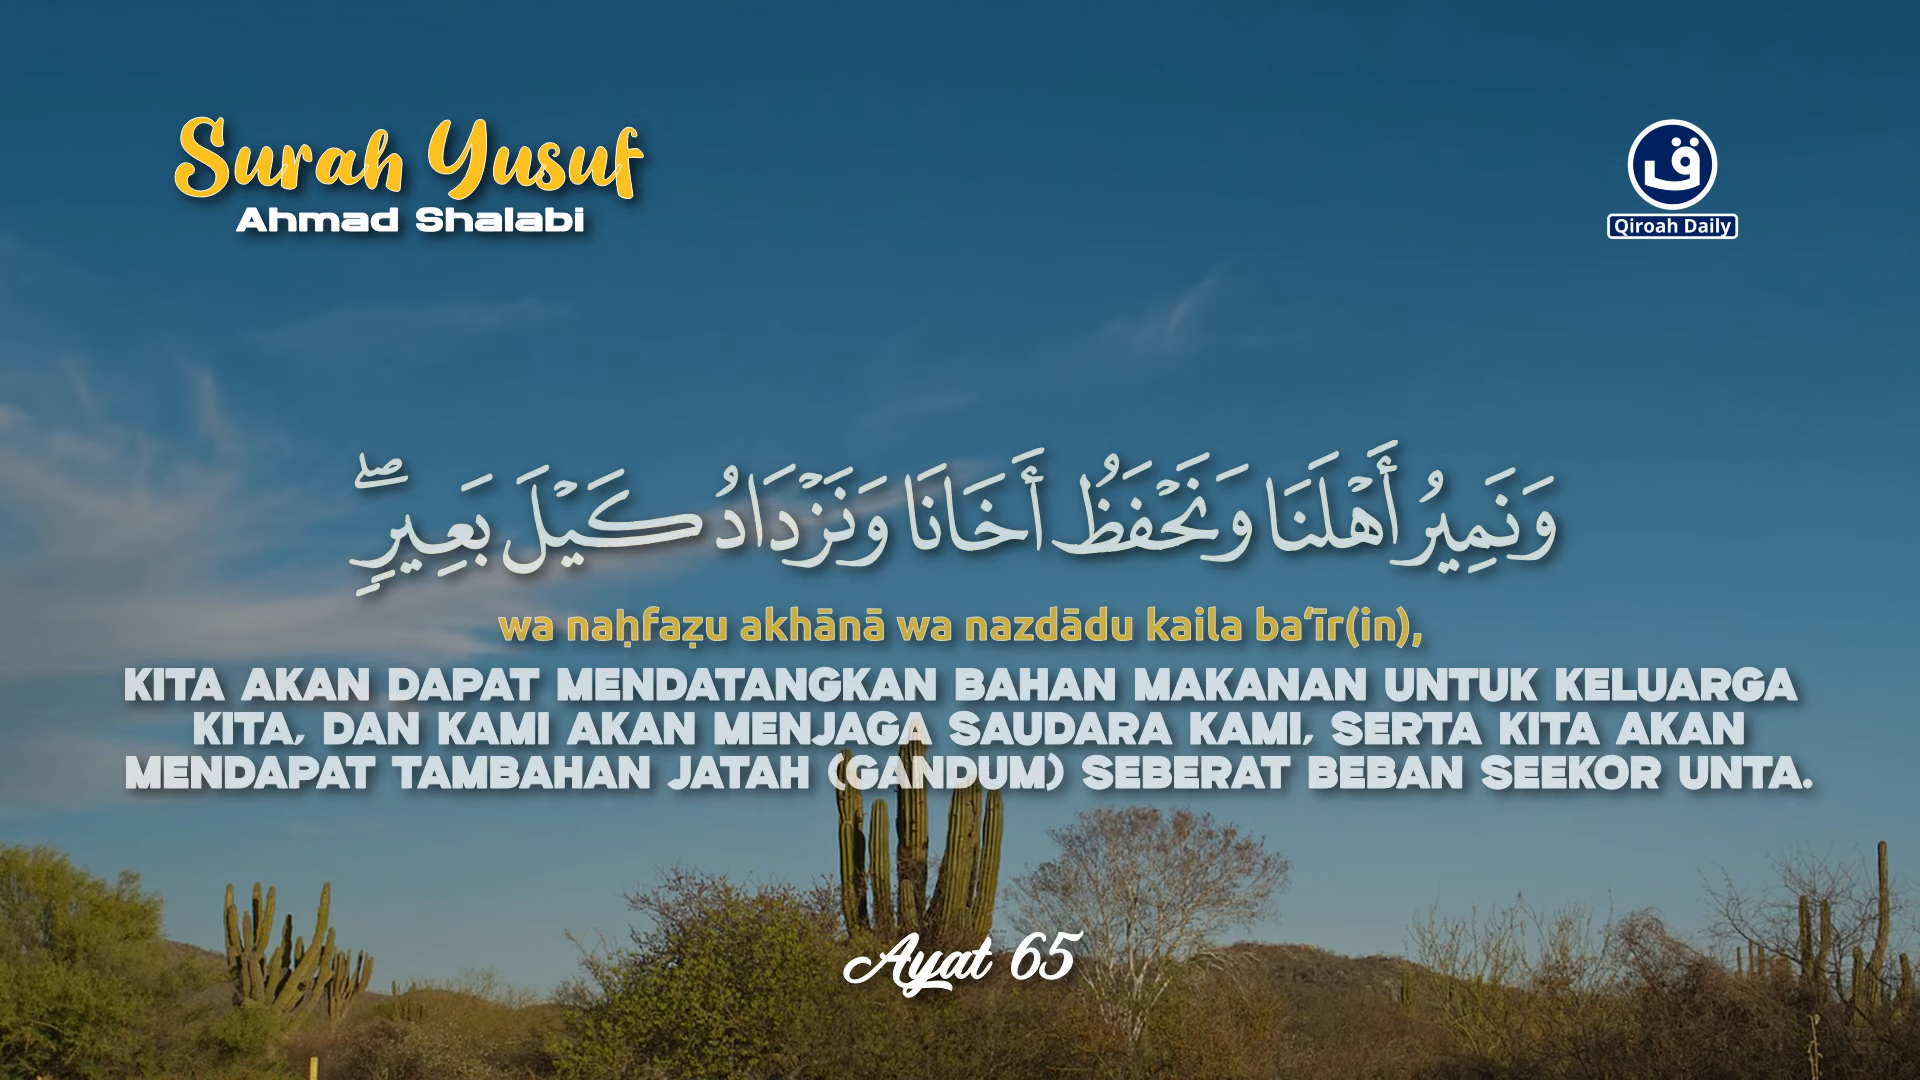 Surah Yusuf
Ahmad Shalabi
ق
Qiroah Daily
وَنَمِيرُ أَهْلَنَا وَنَحْفَظُ أَخَانَا وَنَزْدَادُ كَيْلَ بَعِيرٍۖ
wa naḥfaẓu akhānā wa nazdādu kaila ba‘īr(in),
KITA AKAN DAPAT MENDATANGKAN BAHAN MAKANAN UNTUK KELUARGA
KITA, DAN KAMI AKAN MENJAGA SAUDARA KAMI, SERTA KITA AKAN
MENDAPAT TAMBAHAN JATAH (GANDUM) SEBERAT BEBAN SEEKOR UNTA.
Ayat 65